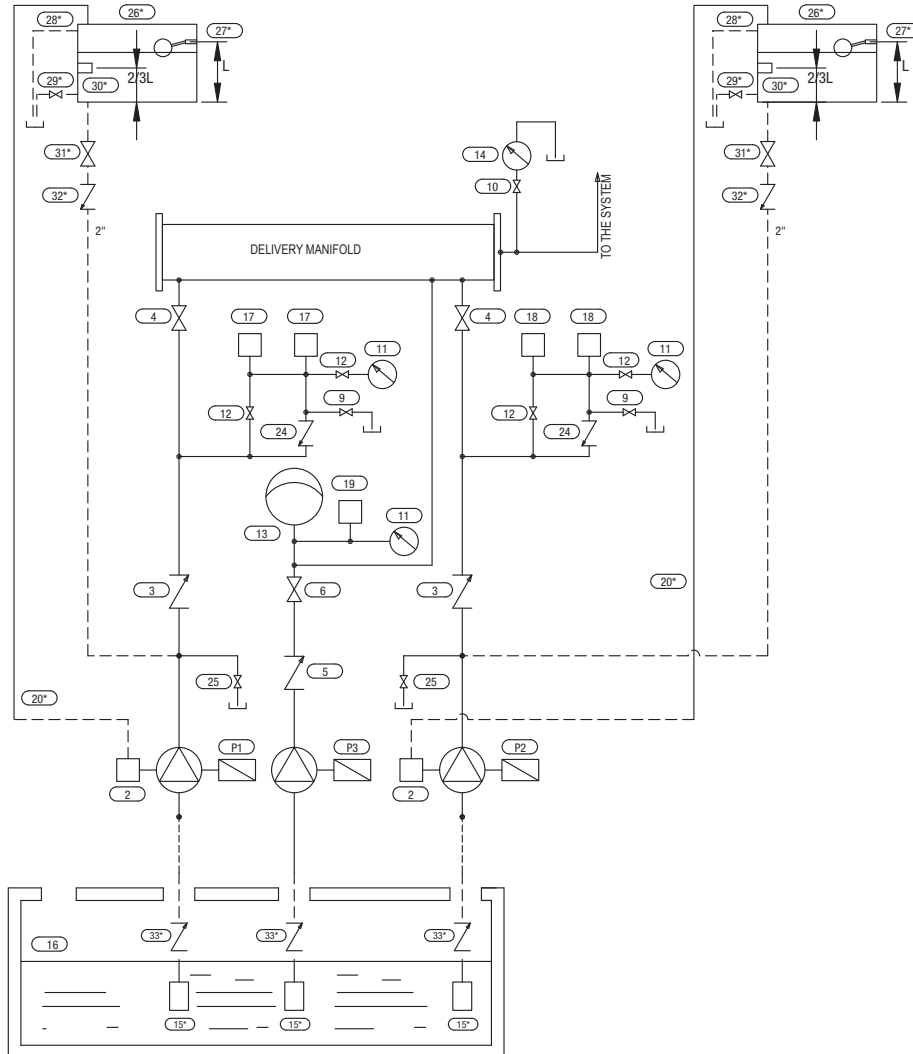 28* 26* 27* 28* 26* 27*
L L
29* 30* 2/3L 29* 30* 2/3L
31* 14 31*
32* 10 32*
2" 2"
TO THE SYSTEM
DELIVERY MANIFOLD
4 17 17 4 18 18
12 11 12 11
9 9
12 24 12 24
19
13 11
3 6 3 20*
5
20* 25 25
P1 P3 P2
2 2
16 33* 33* 33*
15* 15* 15*